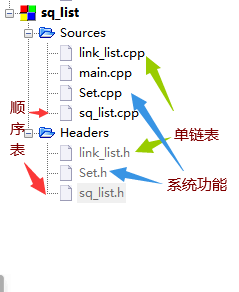 sq_list
Sources
link_list.cpp
main.cpp
Set.cpp
sq_list.cpp
Headers
link_list.h
Set.h
sq_list.h
顺序表
单链表
系统功能